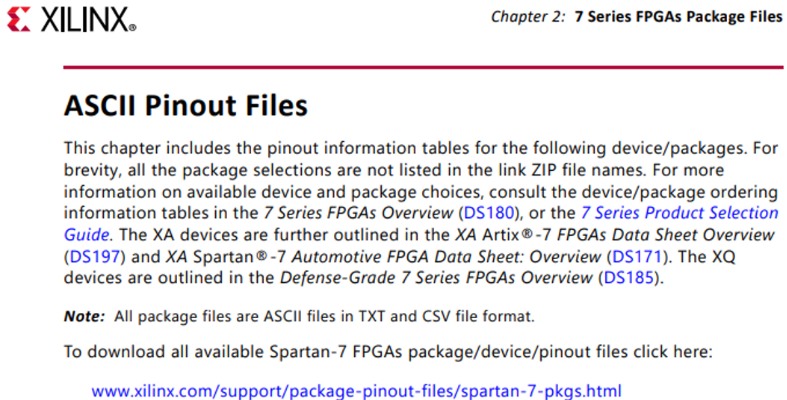 XILINX®
Chapter 2: 7 Series FPGAs Package Files
ASCII Pinout Files
This chapter includes the pinout information tables for the following device/packages. For
brevity, all the package selections are not listed in the link ZIP file names. For more
information on available device and package choices, consult the device/package ordering
information tables in the 7 Series FPGAs Overview (DS180), or the 7 Series Product Selection
Guide. The XA devices are further outlined in the XA Artix®-7 FPGAs Data Sheet Overview
(DS197) and XA Spartan®-7 Automotive FPGA Data Sheet: Overview (DS171). The XQ
devices are outlined in the Defense-Grade 7 Series FPGAs Overview (DS185).
Note: All package files are ASCII files in TXT and CSV file format.
To download all available Spartan-7 FPGAs package/device/pinout files click here:
www.xilinx.com/support/package-pinout-files/spartan-7-pkgs.html